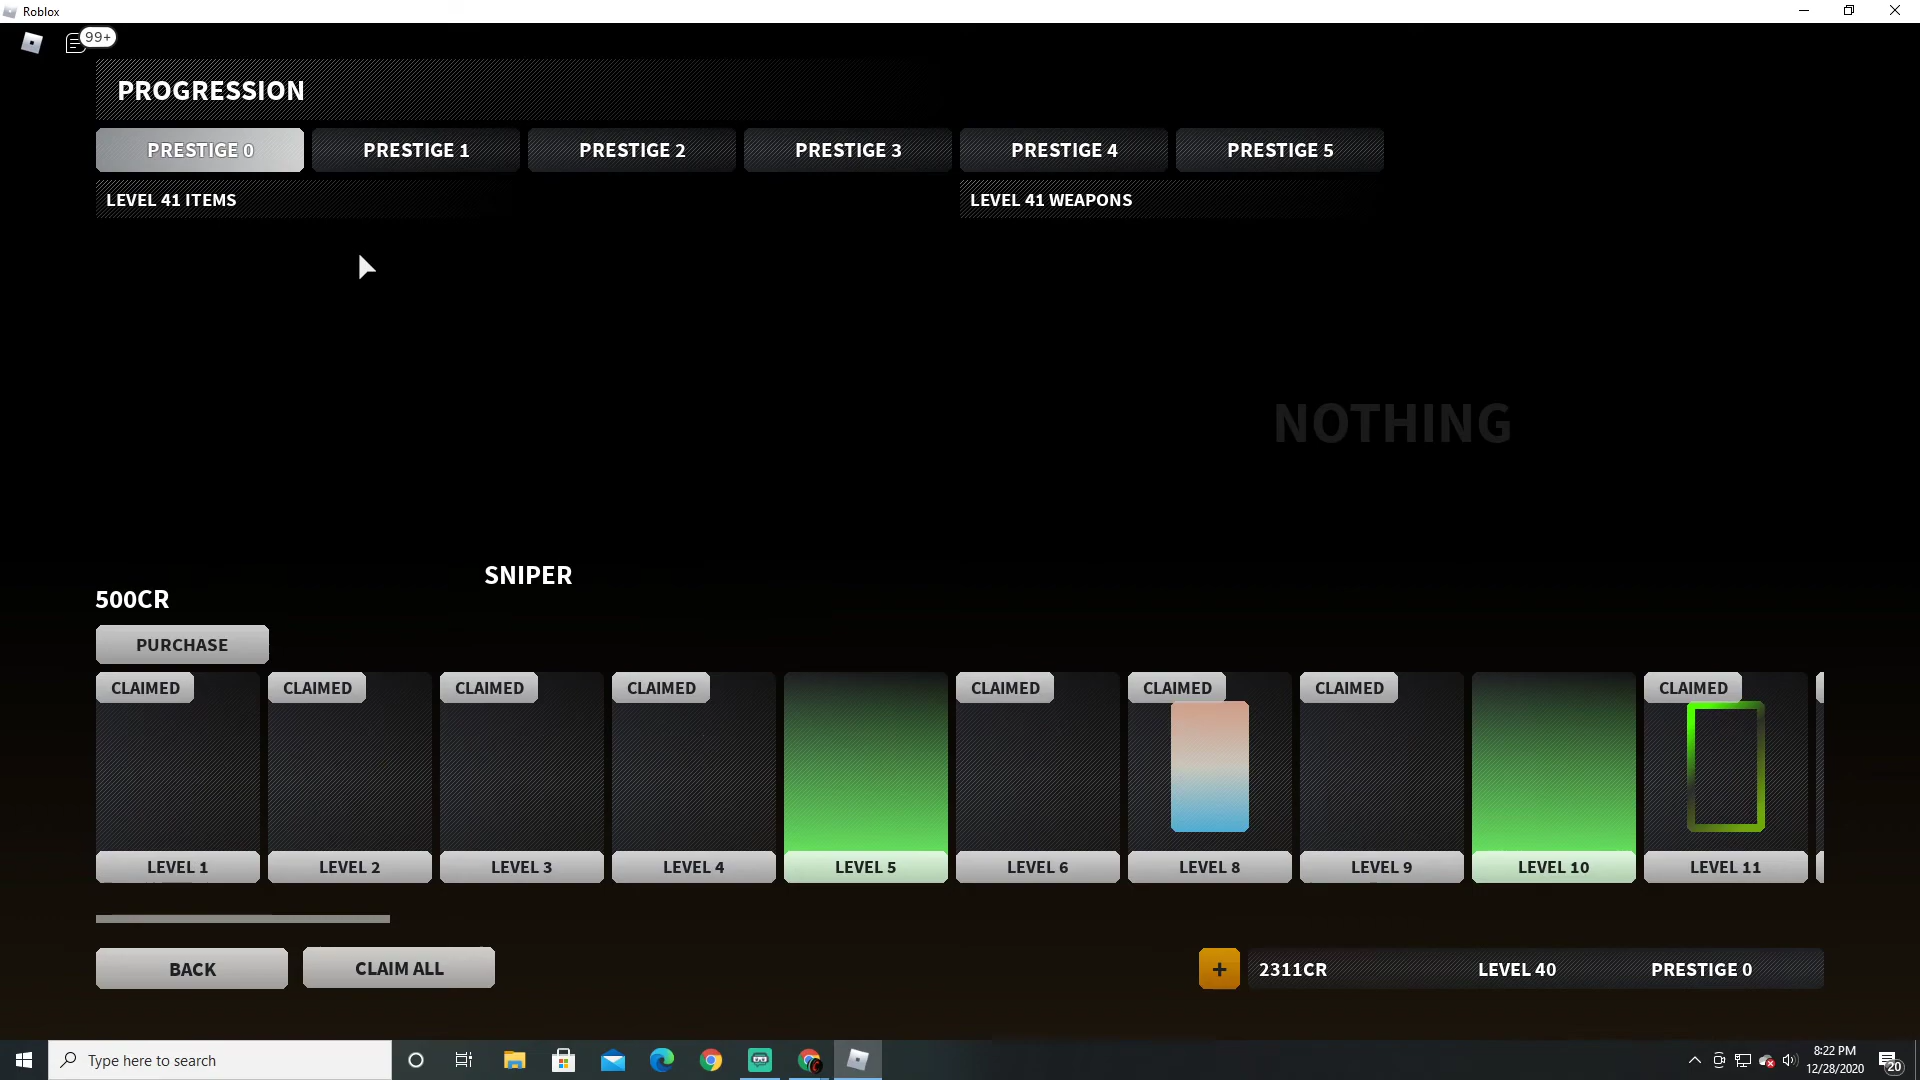 Roblox
99+
PROGRESSION
PRESTIGE 0 PRESTIGE 1 PRESTIGE 2 PRESTIGE 3 PRESTIGE 4 PRESTIGE 5
LEVEL 41 ITEMS LEVEL 41 WEAPONS
NOTHING
SNIPER
500CR
PURCHASE
CLAIMED CLAIMED CLAIMED CLAIMED CLAIMED CLAIMED CLAIMED CLAIMED
LEVEL 1 LEVEL 2 LEVEL 3 LEVEL 4 LEVEL 5 LEVEL 6 LEVEL 8 LEVEL 9 LEVEL 10 LEVEL 11
BACK CLAIM ALL + 2311CR LEVEL 40 PRESTIGE 0
Type here to search
8:22 PM
12/28/2020
20